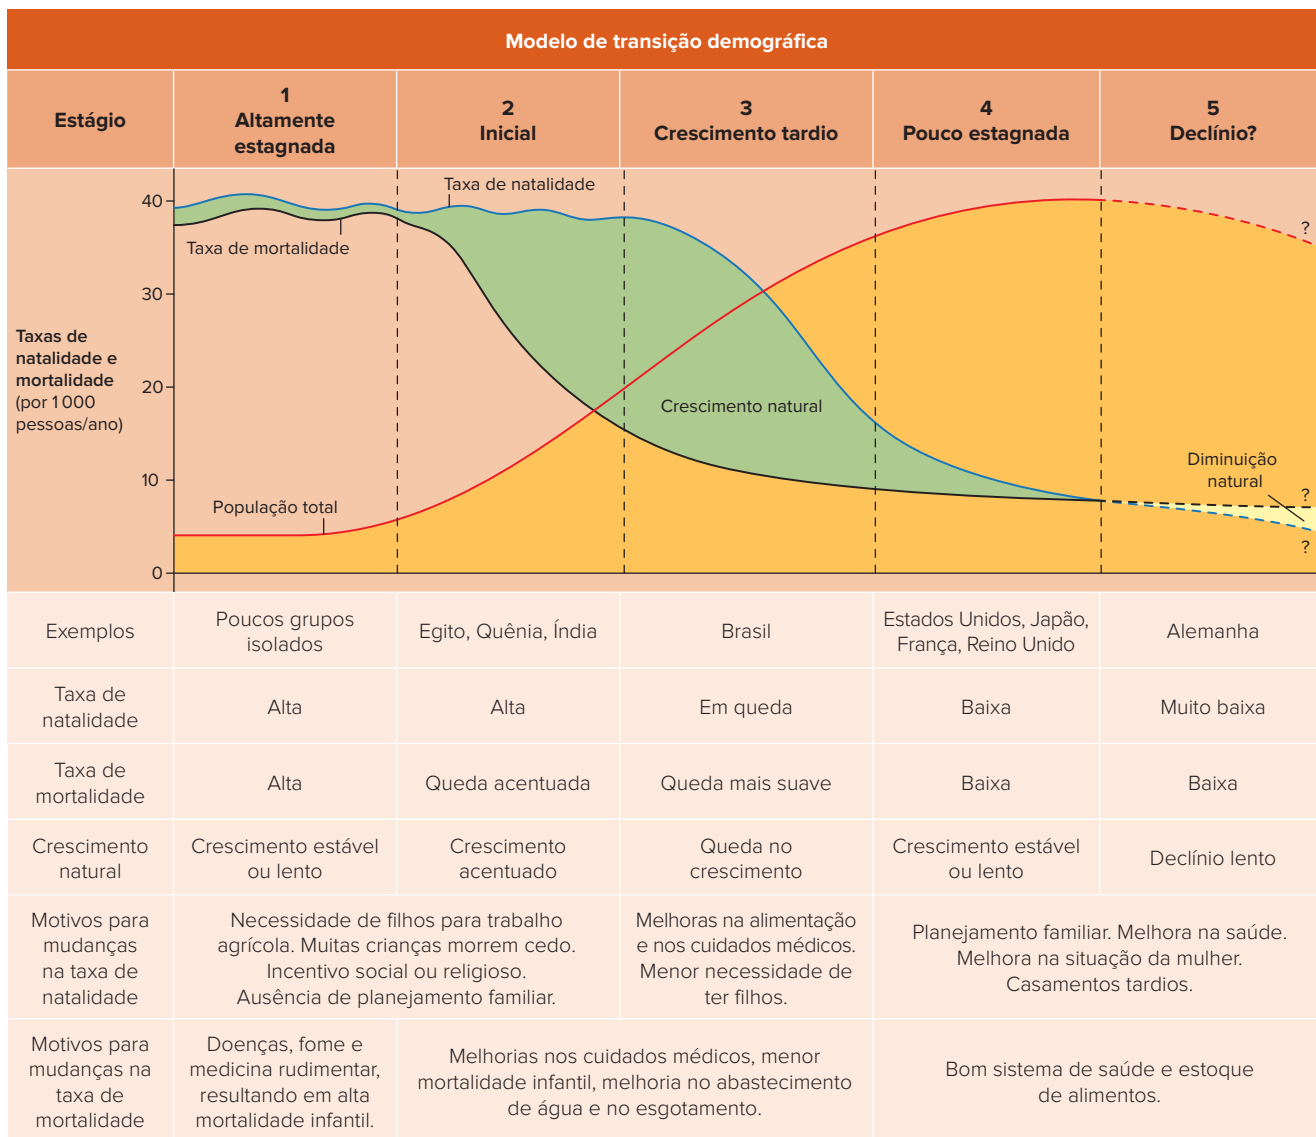 Modelo de transição demográfica
Estágio
1
Altamente
estagnada
2
Inicial
3
Crescimento tardio
4
Pouco estagnada
5
Declínio?
Taxas de
natalidade e
mortalidade
(por 1 000
pessoas/ano)
40
30
20
10
0
Taxa de natalidade
Taxa de mortalidade
População total
Crescimento natural
Diminuição
natural
?
?
?
Exemplos
Poucos grupos
isolados
Egito, Quênia, Índia
Brasil
Estados Unidos, Japão,
França, Reino Unido
Alemanha
Taxa de
natalidade
Alta
Alta
Em queda
Baixa
Muito baixa
Taxa de
mortalidade
Alta
Queda acentuada
Queda mais suave
Baixa
Baixa
Crescimento
natural
Crescimento estável
ou lento
Crescimento
acentuado
Queda no
crescimento
Crescimento estável
ou lento
Declínio lento
Motivos para
mudanças
na taxa de
natalidade
Necessidade de filhos para trabalho
agrícola. Muitas crianças morrem cedo.
Incentivo social ou religioso.
Ausência de planejamento familiar.
Melhoras na alimentação
e nos cuidados médicos.
Menor necessidade de
ter filhos.
Planejamento familiar. Melhora na saúde.
Melhora na situação da mulher.
Casamentos tardios.
Motivos para
mudanças na
taxa de
mortalidade
Doenças, fome e
medicina rudimentar,
resultando em alta
mortalidade infantil.
Melhorias nos cuidados médicos, menor
mortalidade infantil, melhoria no abastecimento
de água e no esgotamento.
Bom sistema de saúde e estoque
de alimentos.